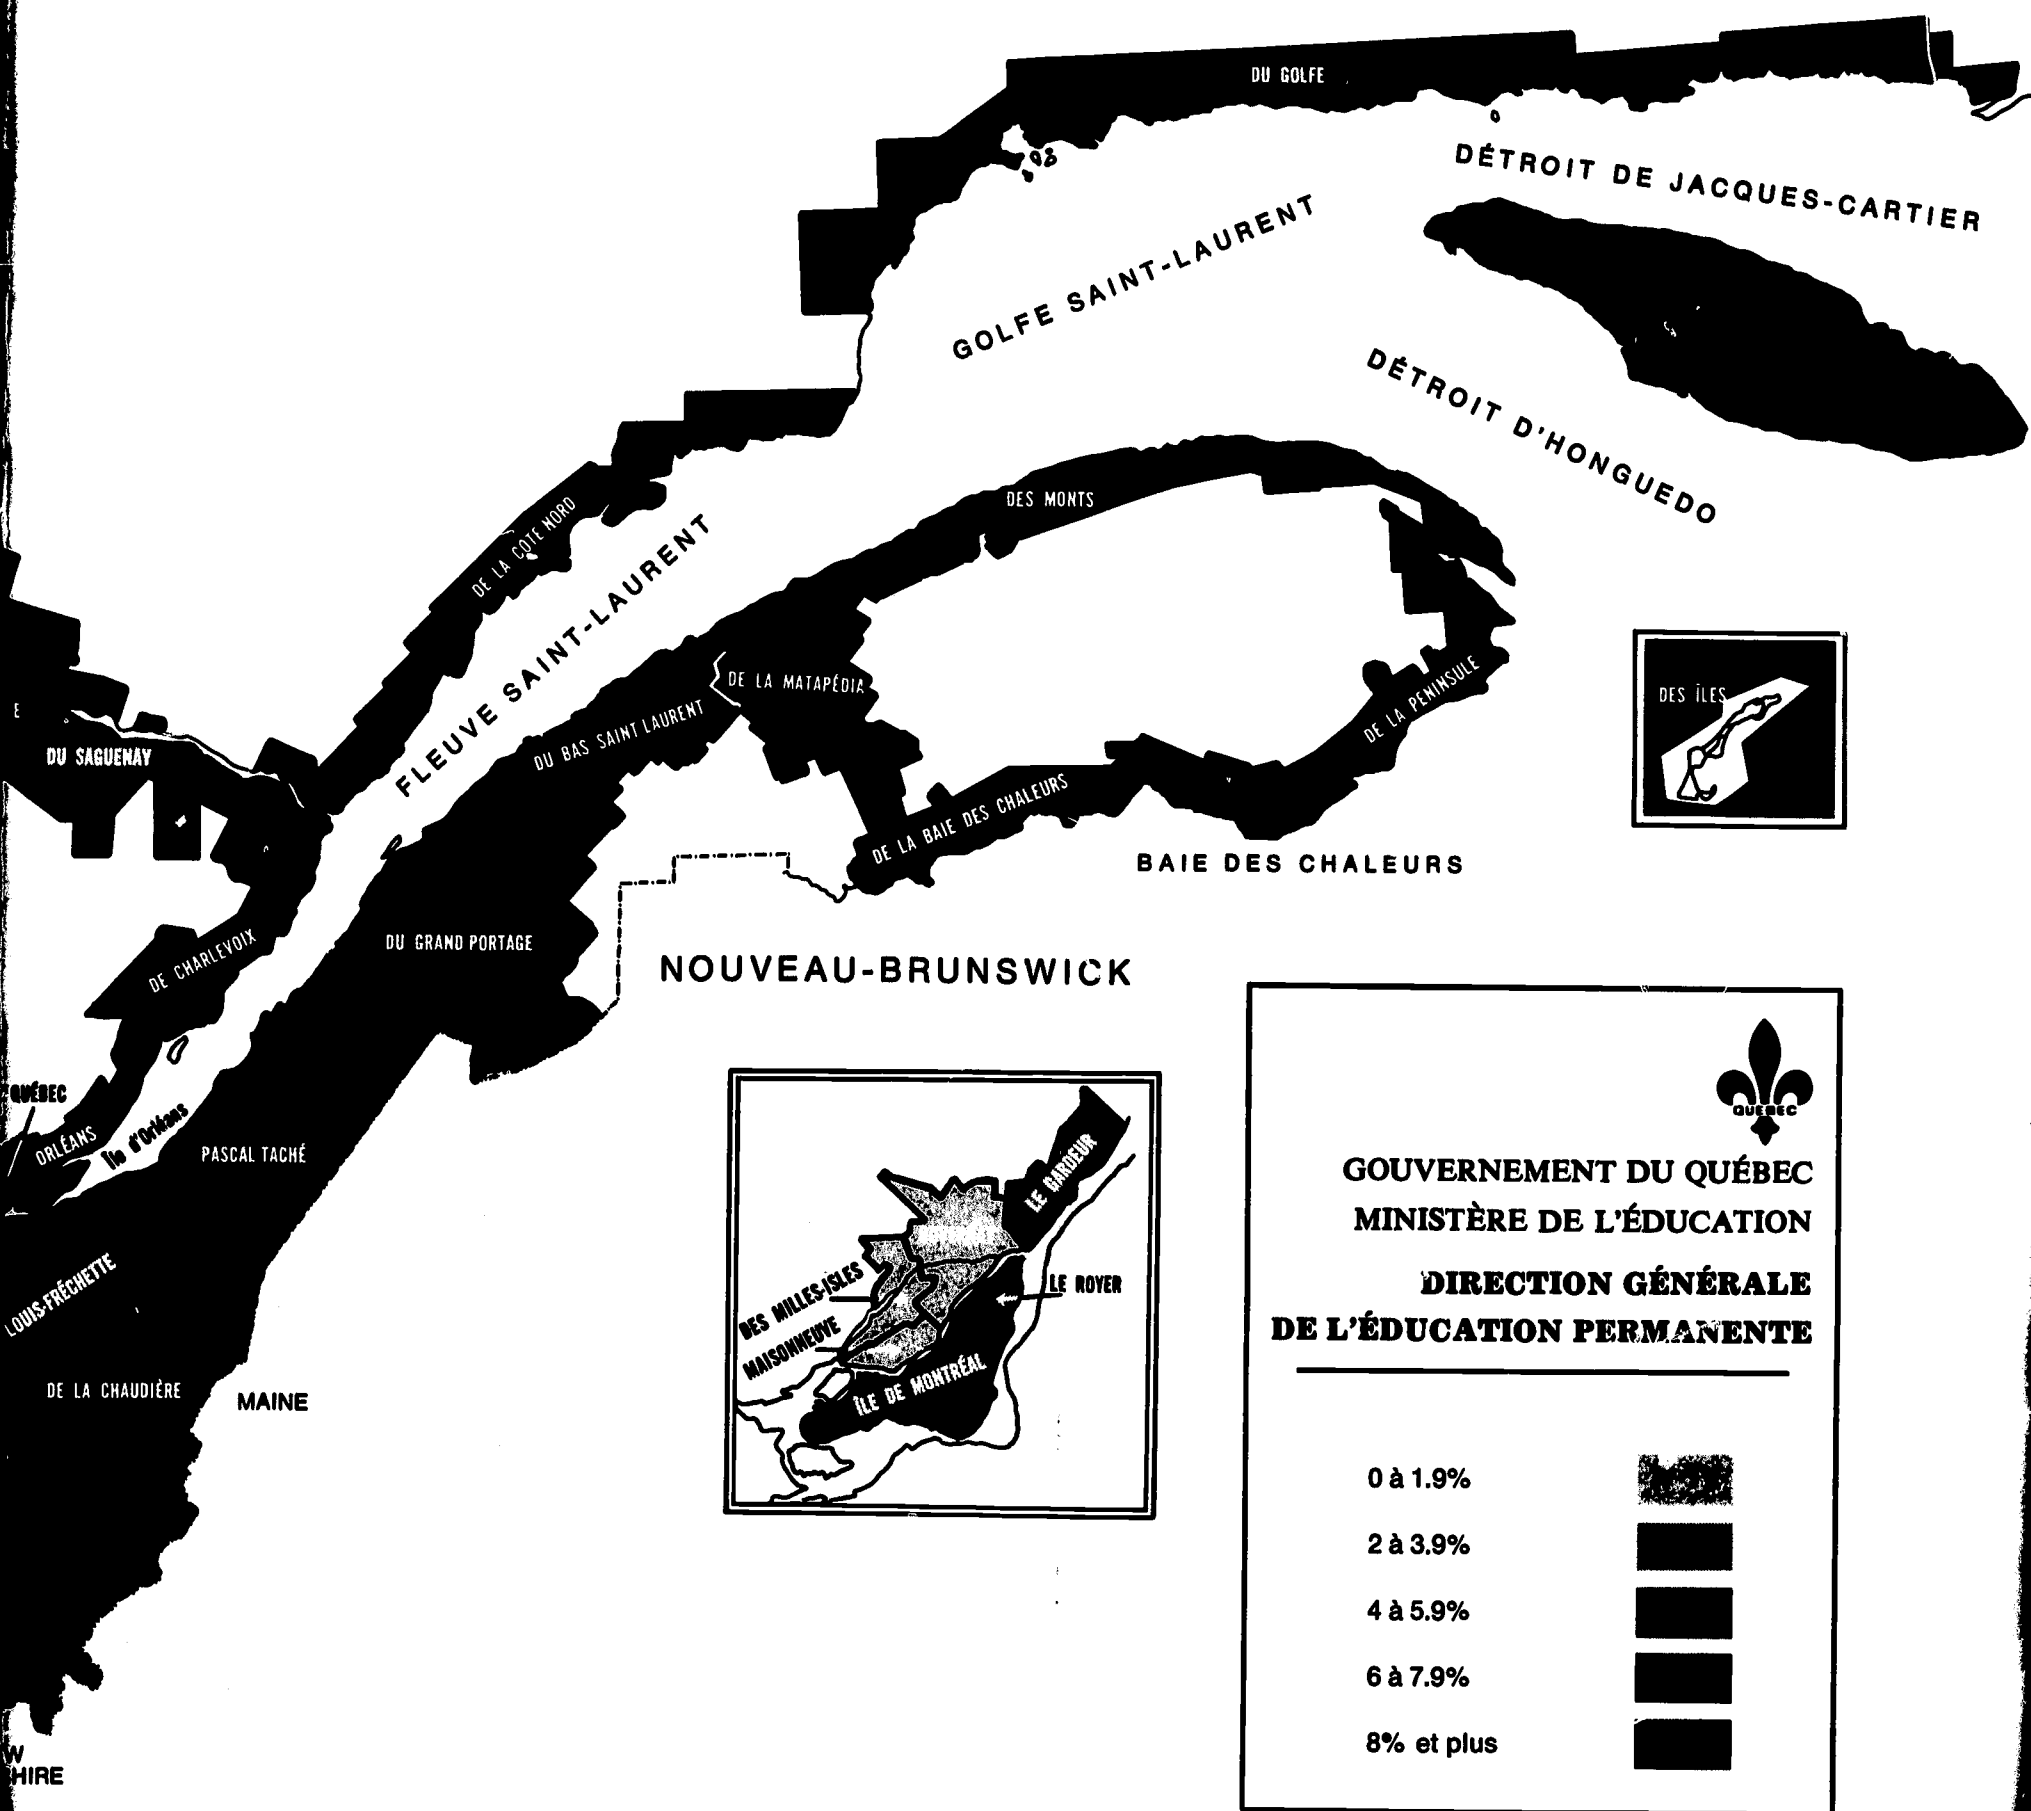 DU GOLFE
DÉTROIT DE JACQUES-CARTIER
GOLFE SAINT-LAURENT
DÉTROIT D'HONGUEDO
DES MONTS
DE LA COTE NORD
FLEUVE SAINT-LAURENT
DE LA MATAPÉDIA
DU BAS SAINT LAURENT
DE LA PENINSULE
DES ÎLES
E
DU SAGUENAY
DE LA BAIE DES CHALEURS
BAIE DES CHALEURS
DE CHARLEVOIX
DU GRAND PORTAGE
NOUVEAU-BRUNSWICK
QUÉBEC
ORLÉANS
Île d'Orléans
PASCAL TACHÉ
LOUIS-FRÉCHETTE
DE LA CHAUDIÈRE
MAINE
W
HIRE
LE GARDEUR
DES MILLES-ISLES
LE ROYER
MAISONNEUVE
ÎLE DE MONTRÉAL
QUEBEC
GOUVERNEMENT DU QUÉBEC
MINISTÈRE DE L'ÉDUCATION
DIRECTION GÉNÉRALE
DE L'ÉDUCATION PERMANENTE
0 à 1.9%
2 à 3.9%
4 à 5.9%
6 à 7.9%
8% et plus